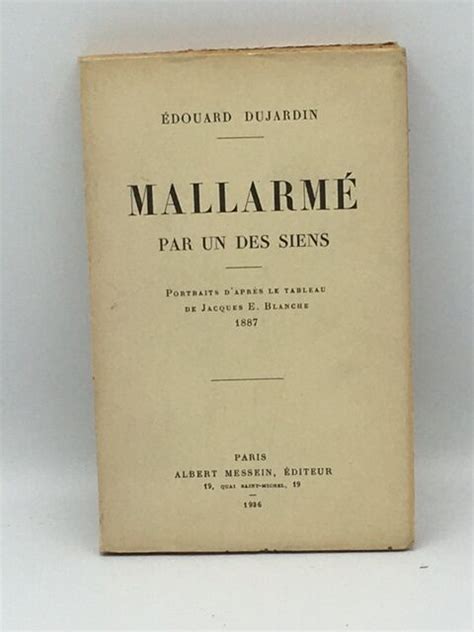 ÉDOUARD DUJARDIN
MALLARMÉ
PAR UN DES SIENS
PORTRAITS D'APRÈS LE TABLEAU
DE JACQUES E. BLANCHE
1887
PARIS
ALBERT MESSEIN, ÉDITEUR
19, QUAI SAINT-MICHEL, 19
1936